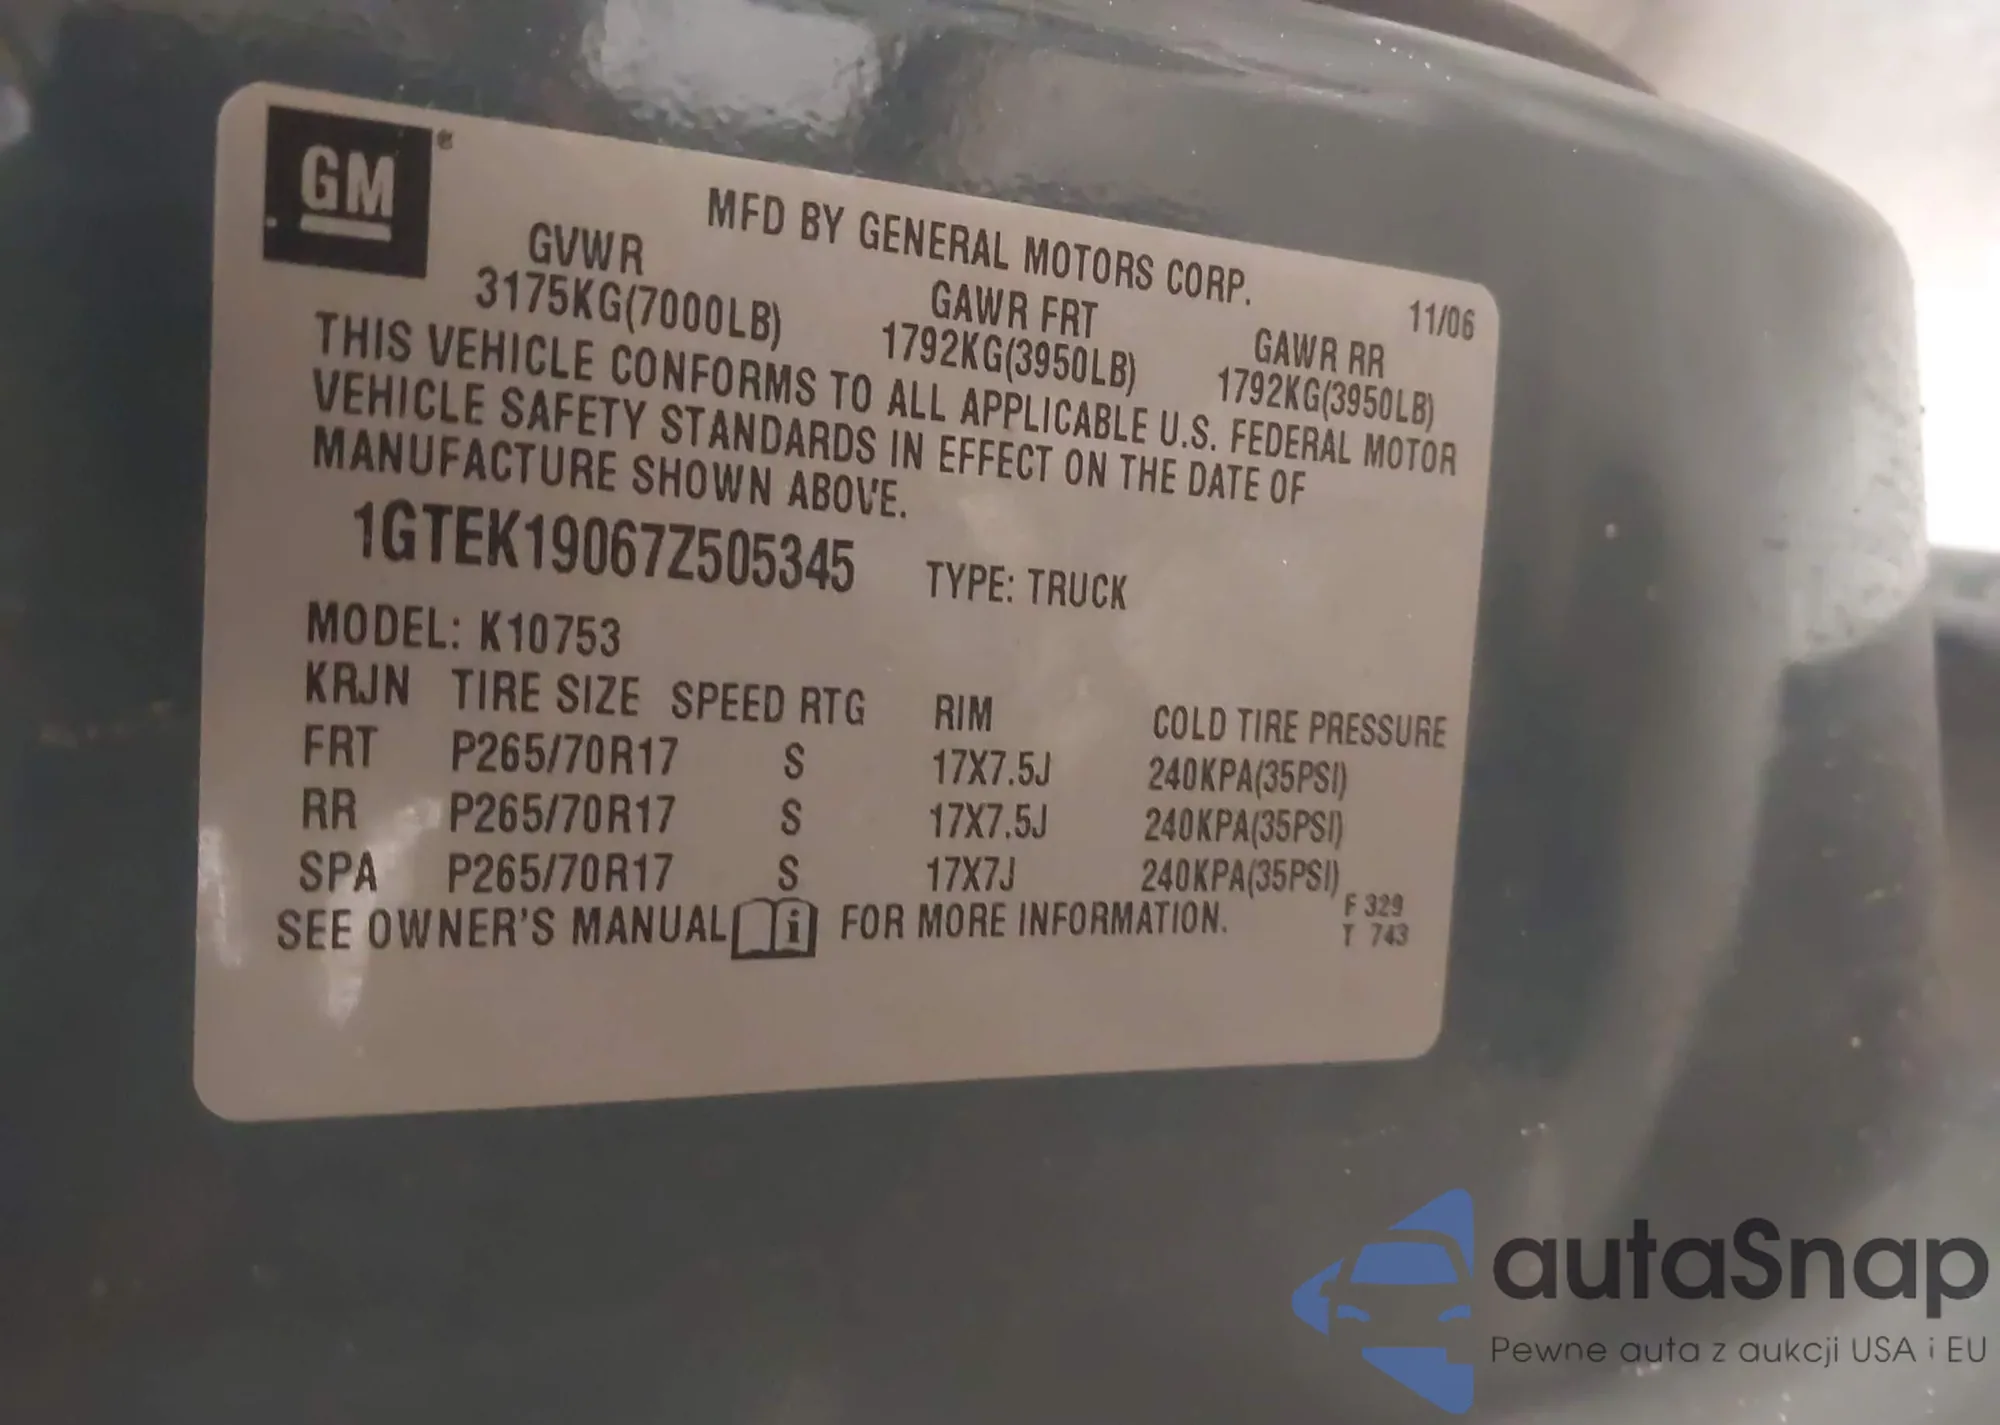 GM®
MFD BY GENERAL MOTORS CORP.
11/06
GVWR GAWR FRT GAWR RR
3175KG(7000LB) 1792KG(3950LB) 1792KG(3950LB)
THIS VEHICLE CONFORMS TO ALL APPLICABLE U.S. FEDERAL MOTOR
VEHICLE SAFETY STANDARDS IN EFFECT ON THE DATE OF
MANUFACTURE SHOWN ABOVE.
1GTEK19067Z505345 TYPE: TRUCK
MODEL: K10753
KRJN TIRE SIZE SPEED RTG RIM COLD TIRE PRESSURE
FRT P265/70R17 S 17X7.5J 240KPA(35PSI)
RR P265/70R17 S 17X7.5J 240KPA(35PSI)
SPA P265/70R17 S 17X7J 240KPA(35PSI)
SEE OWNER'S MANUAL i FOR MORE INFORMATION.
F 329
T 743
autaSnap
Pewne auta z aukcji USA i EU